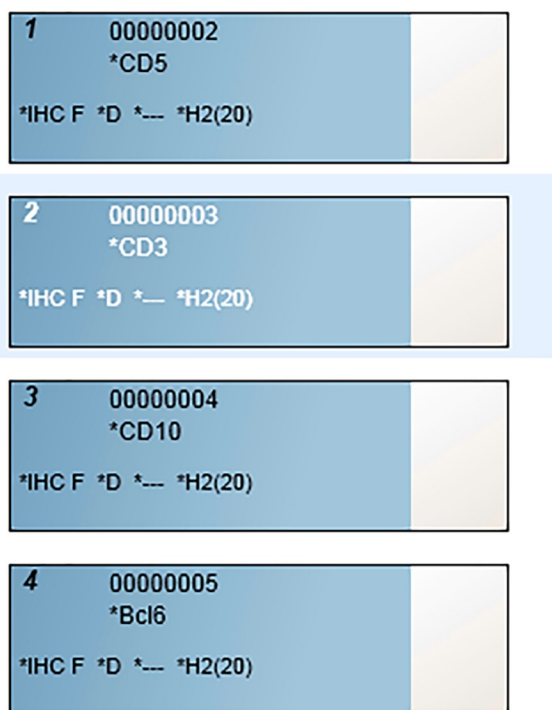 1 00000002
*CD5
*IHC F *D *--- *H2(20)
2 00000003
*CD3
*IHC F *D *--- *H2(20)
3 00000004
*CD10
*IHC F *D *--- *H2(20)
4 00000005
*Bcl6
*IHC F *D *--- *H2(20)